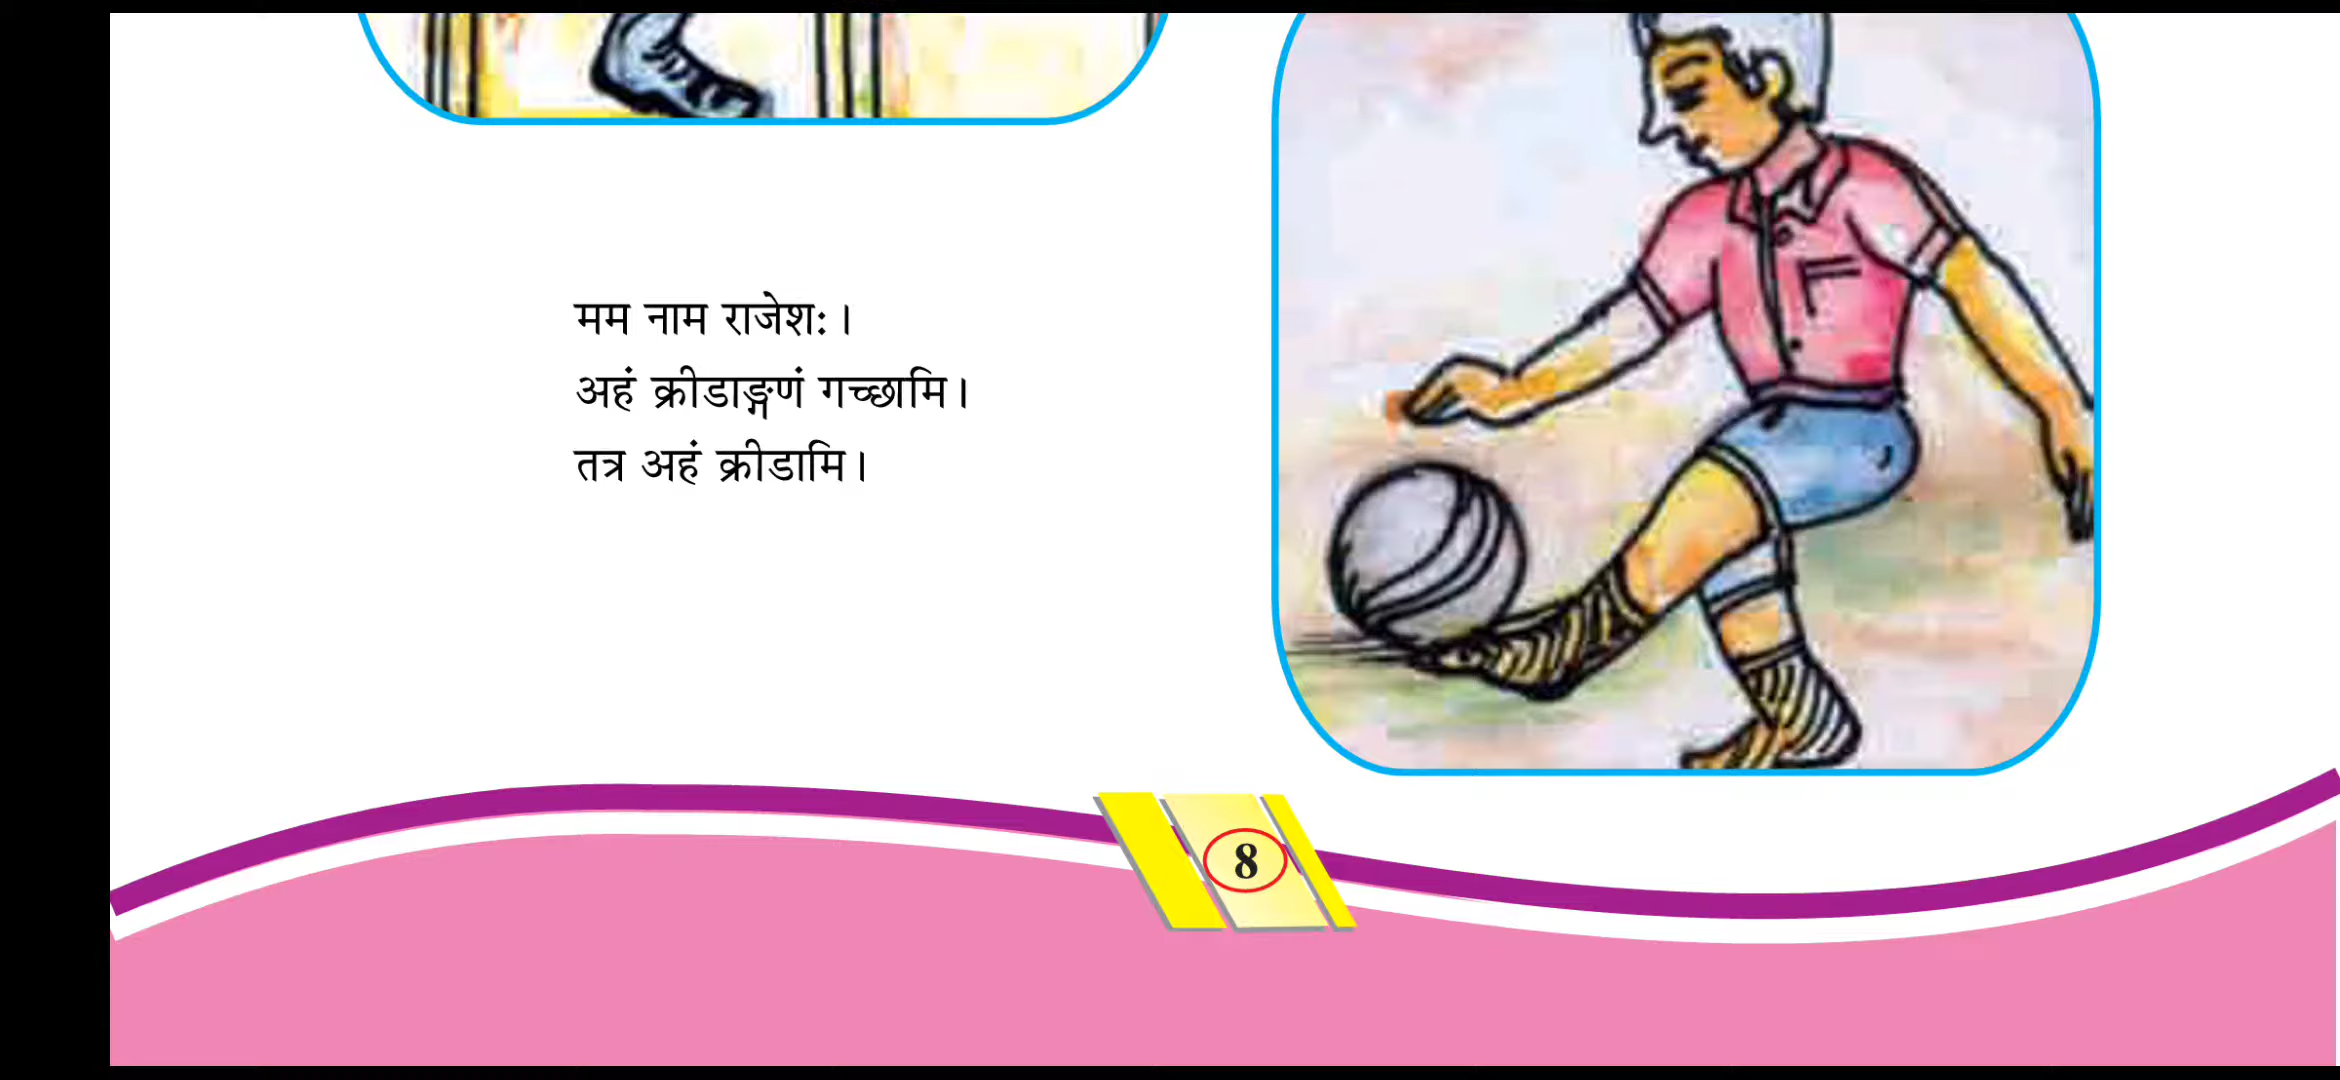 मम नाम राजेशः।
अहं क्रीडाङ्गणं गच्छामि।
तत्र अहं क्रीडामि।
8